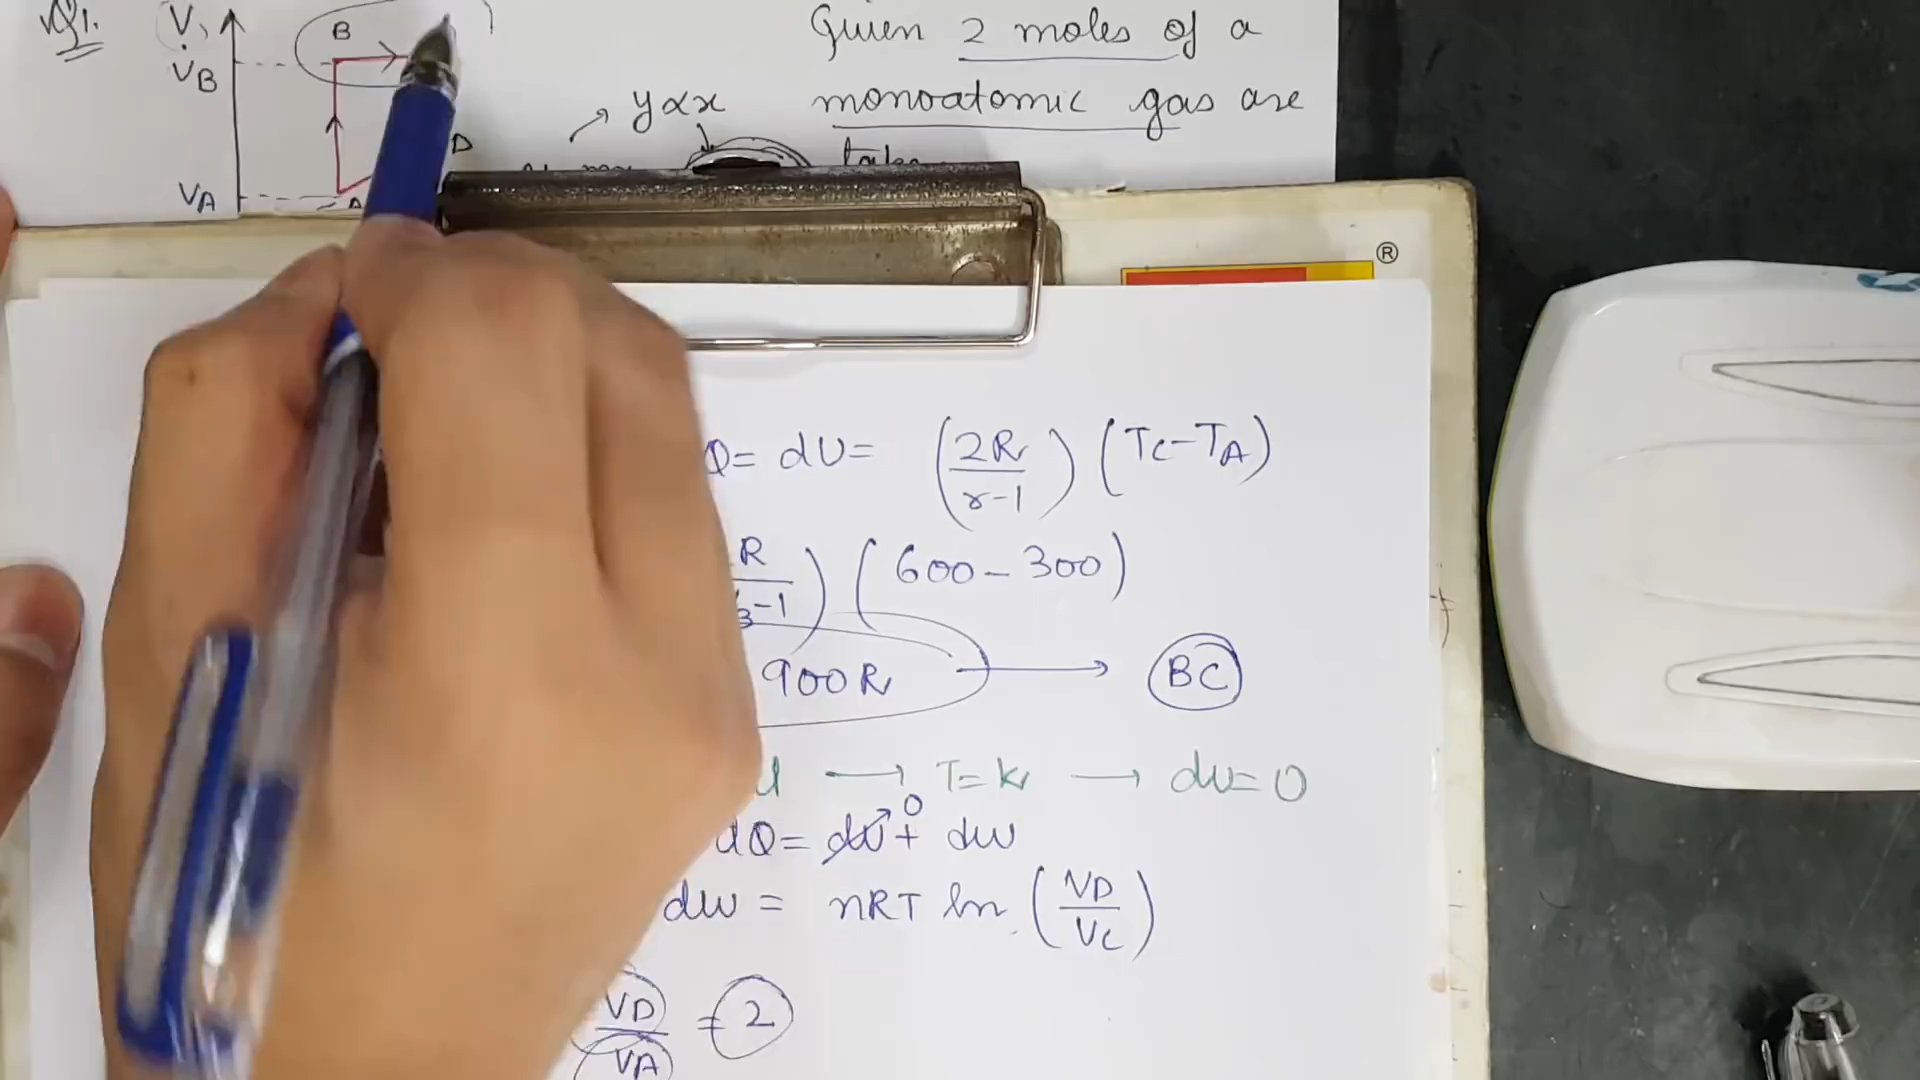 Q1.
V
B
VB
VA
A
D
y∝x
Given 2 moles of a
monoatomic gas are
®
Q = dU = (2R/r-1) (TC-TA)
R/-1) (600-300)
900R → BC
→ T=K → dU=0
dQ = dU + dW
0
dW = nRT ln (VD/VC)
VD/VA = 2